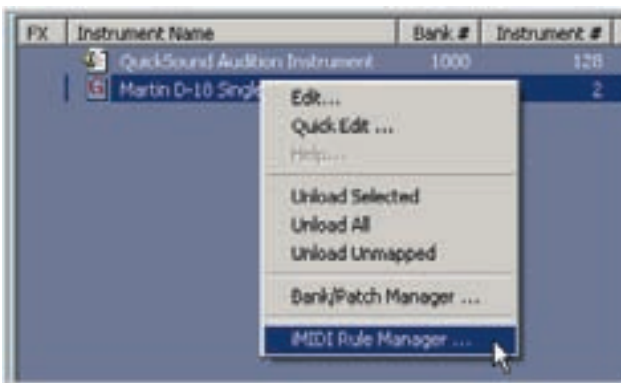 FX Instrument Name Bank # Instrument #
QuickSound Audition Instrument 1000 128
Martin D-18 Single 2
Edit...
Quick Edit ...
Help...
Unload Selected
Unload All
Unload Unmapped
Bank/Patch Manager ...
iMIDI Rule Manager ...